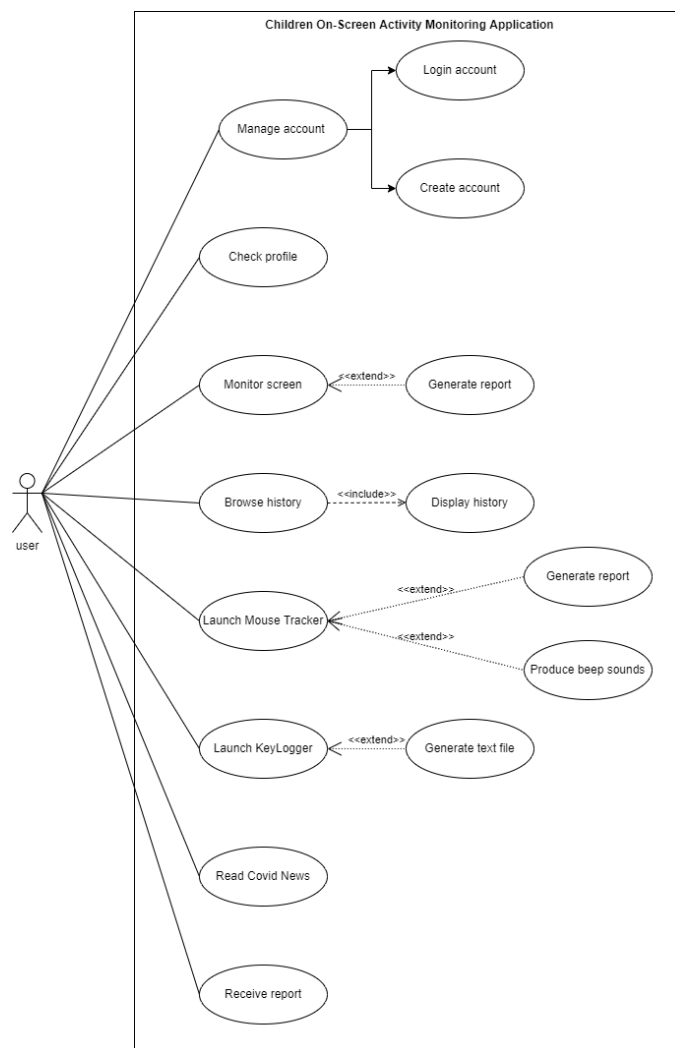 Children On-Screen Activity Monitoring Application
Login account
Manage account
Create account
Check profile
Monitor screen
<<extend>>
Generate report
user
Browse history
<<include>>
Display history
Launch Mouse Tracker
<<extend>>
Generate report
<<extend>>
Produce beep sounds
Launch KeyLogger
<<extend>>
Generate text file
Read Covid News
Receive report